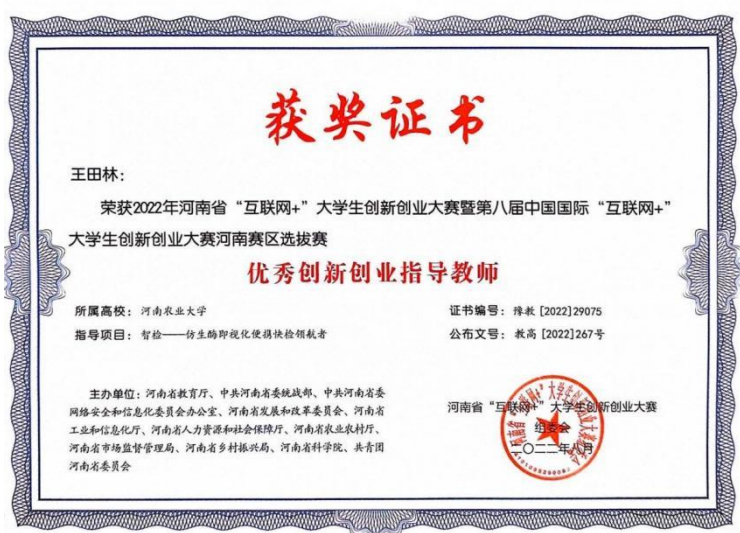 获奖证书
王田林：
荣获2022年河南省“互联网+”大学生创新创业大赛暨第八届中国国际“互联网+”
大学生创新创业大赛河南赛区选拔赛
优秀创新创业指导教师
所属高校：河南农业大学
证书编号：豫教 [2022]29075
指导项目：智检——仿生酶即视化便携快检领航者
公布文号：教高 [2022]267号
主办单位：河南省教育厅、中共河南省委统战部、中共河南省委
网络安全和信息化委员会办公室、河南省发展和改革委员会、河南省
工业和信息化厅、河南省人力资源和社会保障厅、河南省农业农村厅、
河南省市场监督管理局、河南省乡村振兴局、河南省科学院、共青团
河南省委员会
河南省“互联网+”大学生创新创业大赛
组委会
二〇二二年八月